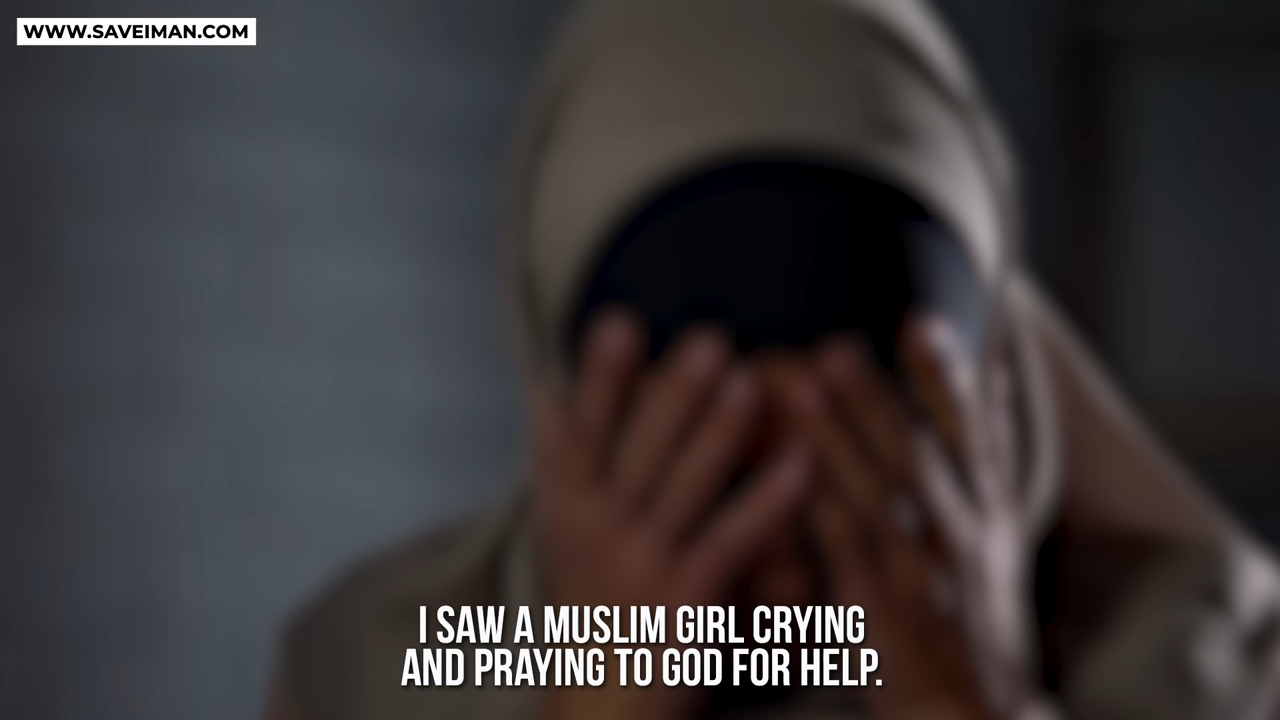 WWW.SAVEIMAN.COM
I SAW A MUSLIM GIRL CRYING
AND PRAYING TO GOD FOR HELP.